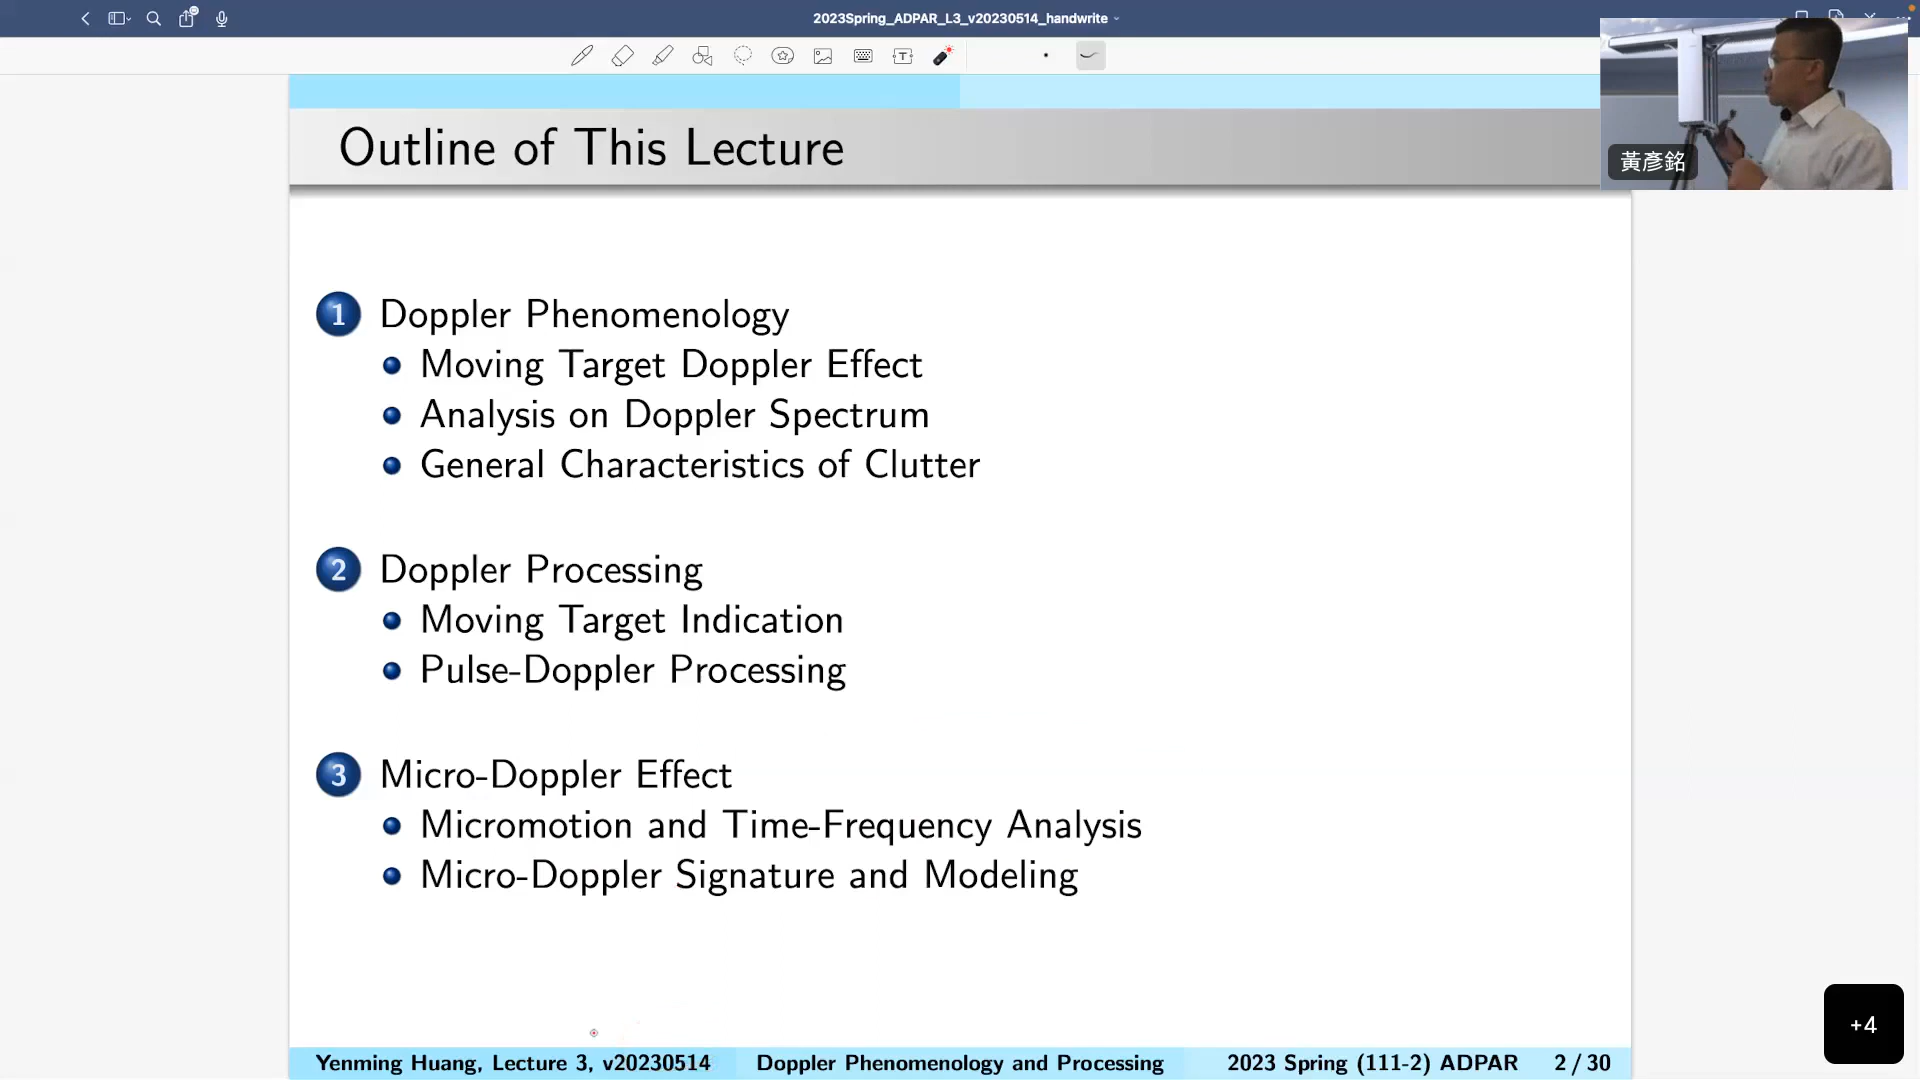 2023Spring_ADPAR_L3_v20230514_handwrite
黃彥銘
Outline of This Lecture
1 Doppler Phenomenology
Moving Target Doppler Effect
Analysis on Doppler Spectrum
General Characteristics of Clutter
2 Doppler Processing
Moving Target Indication
Pulse-Doppler Processing
3 Micro-Doppler Effect
Micromotion and Time-Frequency Analysis
Micro-Doppler Signature and Modeling
+4
Yenming Huang, Lecture 3, v20230514 Doppler Phenomenology and Processing 2023 Spring (111-2) ADPAR 2 / 30